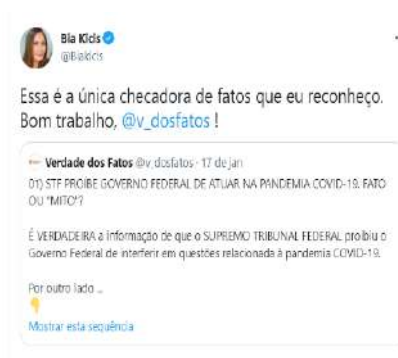 Bia Kicis
@Biakicis
Essa é a única checadora de fatos que eu reconheço.
Bom trabalho, @v_dosfatos !
Verdade dos Fatos @v_dosfatos · 17 de jan
01) STF PROÍBE GOVERNO FEDERAL DE ATUAR NA PANDEMIA COVID-19. FATO
OU "MITO"?
É VERDADEIRA a informação de que o SUPREMO TRIBUNAL FEDERAL proibiu o
Governo Federal de interferir em questões relacionada à pandemia COVID-19.
Por outro lado ...
Mostrar esta sequência